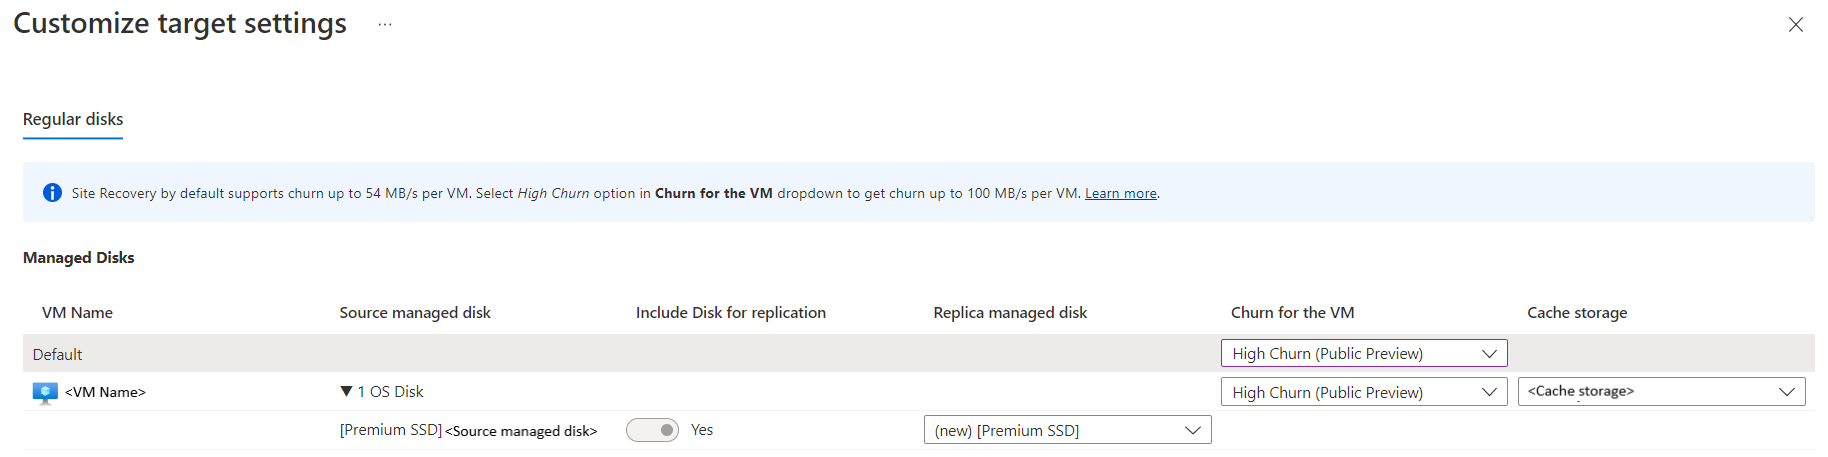 Customize target settings ...
Regular disks
Site Recovery by default supports churn up to 54 MB/s per VM. Select High Churn option in Churn for the VM dropdown to get churn up to 100 MB/s per VM. Learn more.
Managed Disks
VM Name Source managed disk Include Disk for replication Replica managed disk Churn for the VM Cache storage
Default High Churn (Public Preview)
<VM Name> 1 OS Disk High Churn (Public Preview) <Cache storage>
[Premium SSD] <Source managed disk> Yes (new) [Premium SSD]